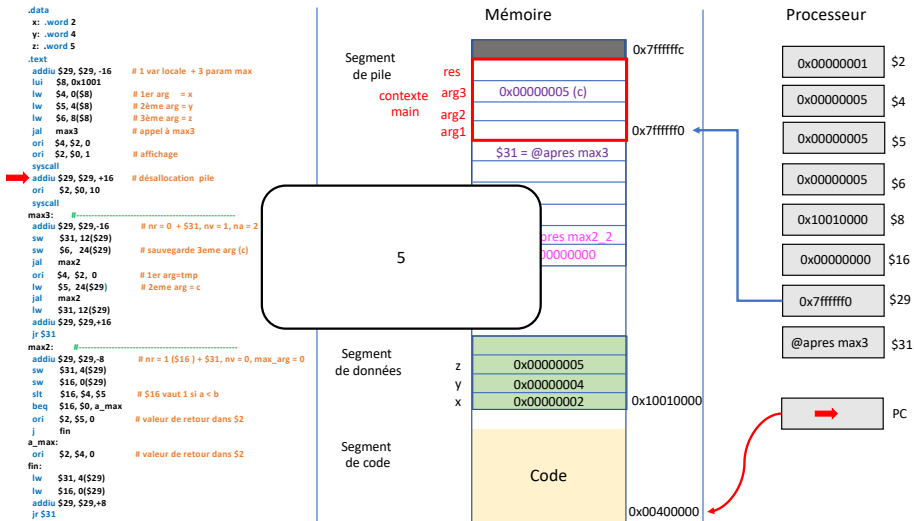 .data
x: .word 2
y: .word 4
z: .word 5
.text
addiu $29, $29, -16 # 1 var locale + 3 param max
lui $8, 0x1001
lw $4, 0($8) # 1er arg = x
lw $5, 4($8) # 2ème arg = y
lw $6, 8($8) # 3ème arg = z
jal max3 # appel à max3
ori $4, $2, 0
ori $2, $0, 1 # affichage
syscall
addiu $29, $29, +16 # désallocation pile
ori $2, $0, 10
syscall
max3: #--------------------------------------------------
addiu $29, $29,-16 # nr = 0 + $31, nv = 1, na = 2
sw $31, 12($29)
sw $6, 24($29) # sauvegarde 3eme arg (c)
jal max2
ori $4, $2, 0 # 1er arg=tmp
lw $5, 24($29) # 2eme arg = c
jal max2
lw $31, 12($29)
addiu $29, $29,+16
jr $31
max2: #--------------------------------------------------
addiu $29, $29,-8 # nr = 1 ($16 ) + $31, nv = 0, max_arg = 0
sw $31, 4($29)
sw $16, 0($29)
slt $16, $4, $5 # $16 vaut 1 si a < b
beq $16, $0, a_max
ori $2, $5, 0 # valeur de retour dans $2
j fin
a_max:
ori $2, $4, 0 # valeur de retour dans $2
fin:
lw $31, 4($29)
lw $16, 0($29)
addiu $29, $29,+8
jr $31
Mémoire
Segment
de pile
0x7ffffffc
res
contexte
main
arg3
0x00000005 (c)
arg2
arg1
0x7ffffff0
$31 = @apres max3
pres max2_2
00000000
5
Segment
de données
z
0x00000005
y
0x00000004
x
0x00000002
0x10010000
Segment
de code
Code
0x00400000
Processeur
0x00000001 $2
0x00000005 $4
0x00000005 $5
0x00000005 $6
0x10010000 $8
0x00000000 $16
0x7ffffff0 $29
@apres max3 $31
PC